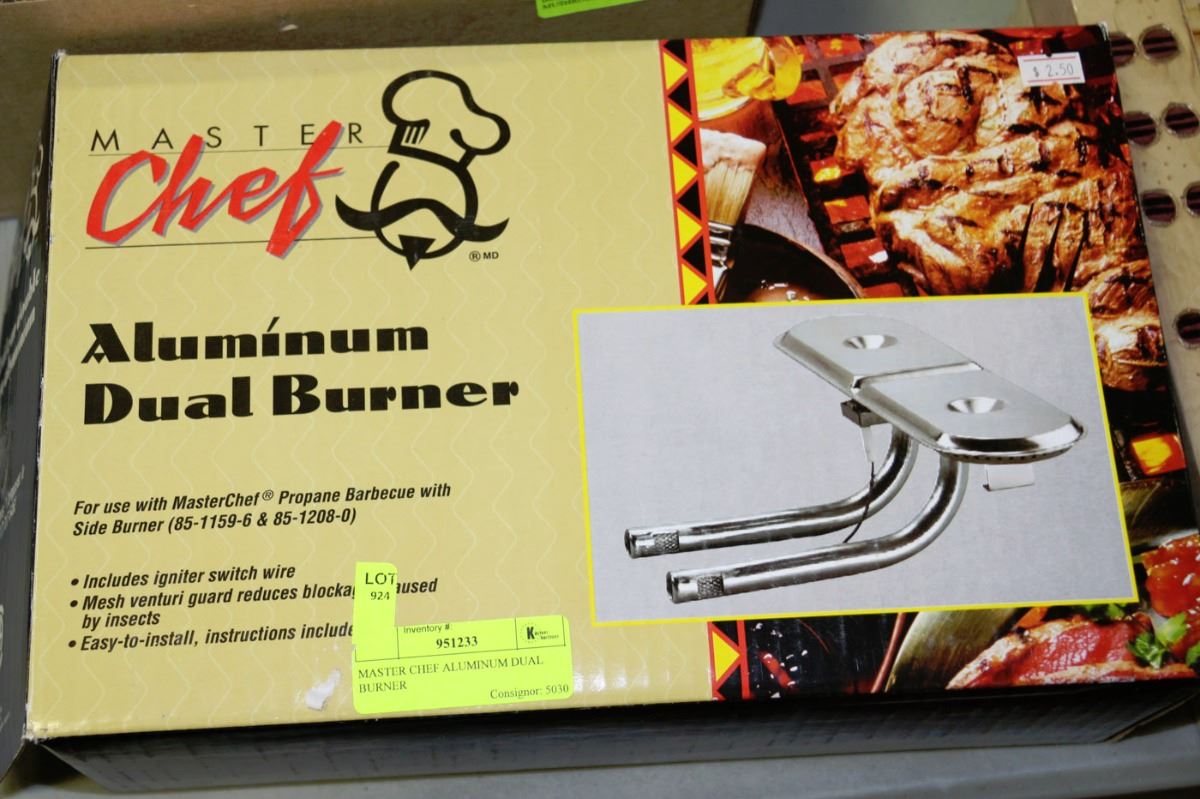 $ 2.50
MASTER
Chef
® MD
Aluminum
Dual Burner
For use with MasterChef® Propane Barbecue with
Side Burner (85-1159-6 & 85-1208-0)
• Includes igniter switch wire
• Mesh venturi guard reduces
by insects
• Easy-to-install, instructions
LOT
924
Inventory #:
951233
MASTER CHEF ALUMINUM DUAL
BURNER
Consignor: 5030